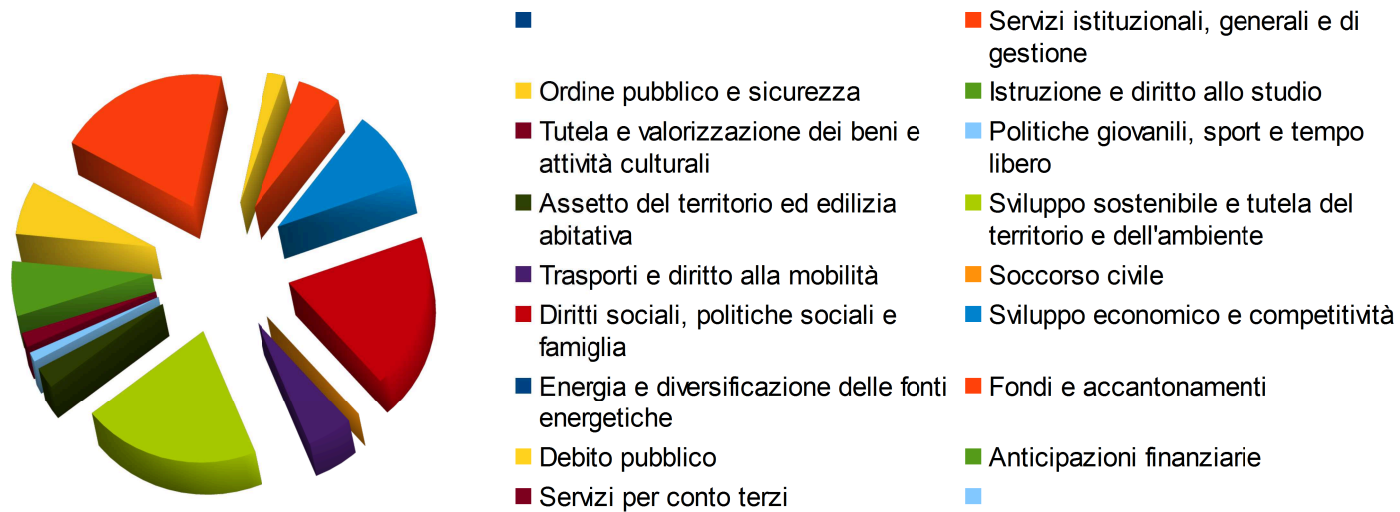 Servizi istituzionali, generali e di
gestione
Ordine pubblico e sicurezza
Istruzione e diritto allo studio
Tutela e valorizzazione dei beni e
attività culturali
Politiche giovanili, sport e tempo
libero
Assetto del territorio ed edilizia
abitativa
Sviluppo sostenibile e tutela del
territorio e dell'ambiente
Trasporti e diritto alla mobilità
Soccorso civile
Diritti sociali, politiche sociali e
famiglia
Sviluppo economico e competitività
Energia e diversificazione delle fonti
energetiche
Fondi e accantonamenti
Debito pubblico
Anticipazioni finanziarie
Servizi per conto terzi